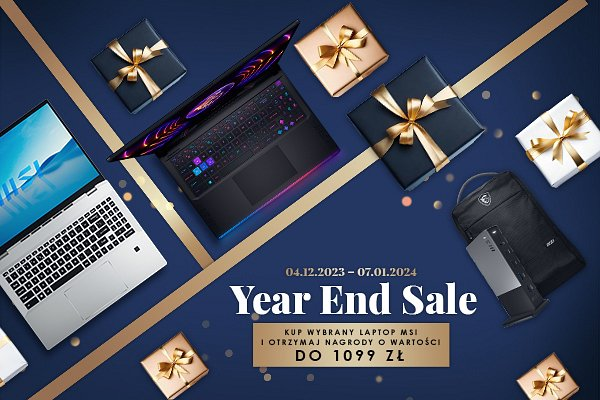 msi
04.12.2023 – 07.01.2024
Year End Sale
KUP WYBRANY LAPTOP MSI
I OTRZYMAJ NAGRODY O WARTOŚCI
DO 1099 ZŁ